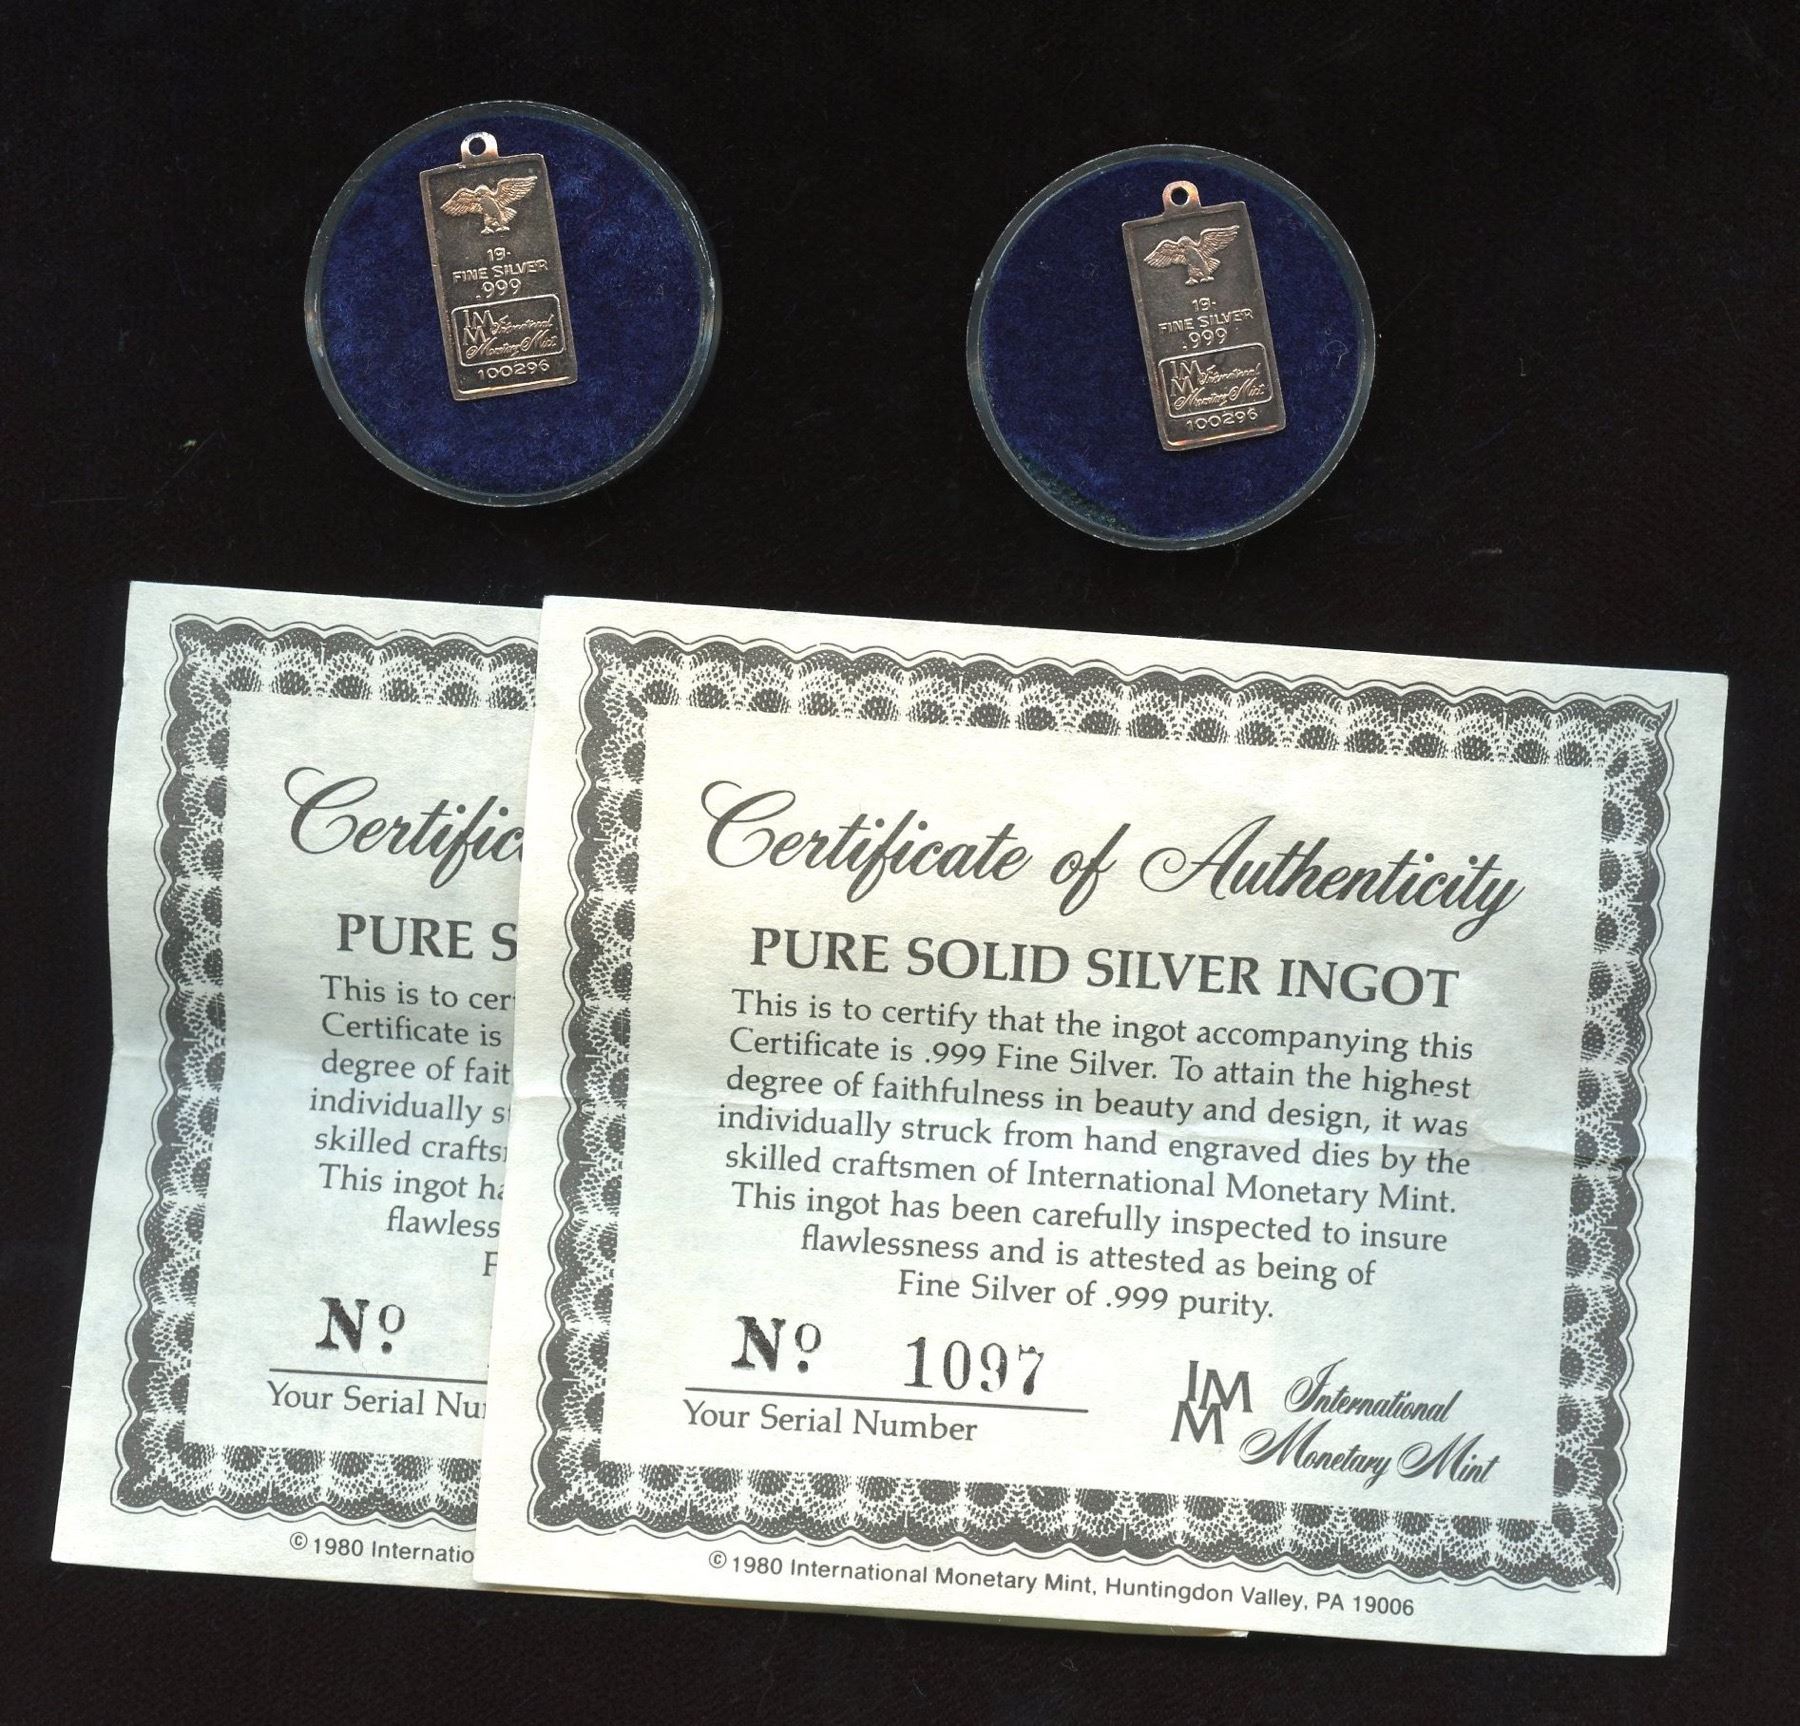 19.
FINE SILVER
.999
IMM International
Monetary Mint
100296
19.
FINE SILVER
.999
IMM International
Monetary Mint
100296
Certific
PURE S
This is to cer
Certificate is
degree of fait
individually s
skilled crafts
This ingot ha
flawless
F
Nº
Your Serial Nu
© 1980 Internatio
Certificate of Authenticity
PURE SOLID SILVER INGOT
This is to certify that the ingot accompanying this
Certificate is .999 Fine Silver. To attain the highest
degree of faithfulness in beauty and design, it was
individually struck from hand engraved dies by the
skilled craftsmen of International Monetary Mint.
This ingot has been carefully inspected to insure
flawlessness and is attested as being of
Fine Silver of .999 purity.
Nº 1097
Your Serial Number
IMM International
Monetary Mint
© 1980 International Monetary Mint, Huntingdon Valley, PA 19006